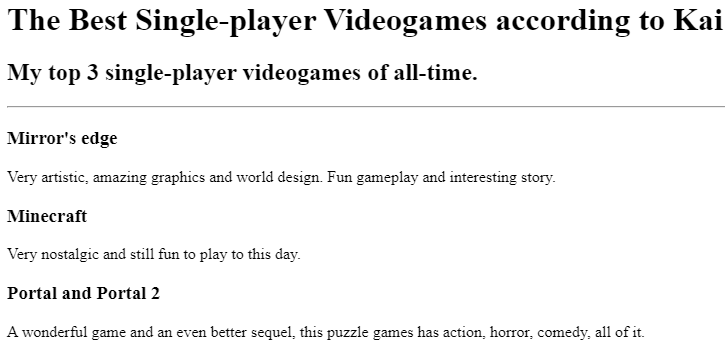 The Best Single-player Videogames according to Kai
My top 3 single-player videogames of all-time.
Mirror's edge
Very artistic, amazing graphics and world design. Fun gameplay and interesting story.
Minecraft
Very nostalgic and still fun to play to this day.
Portal and Portal 2
A wonderful game and an even better sequel, this puzzle games has action, horror, comedy, all of it.